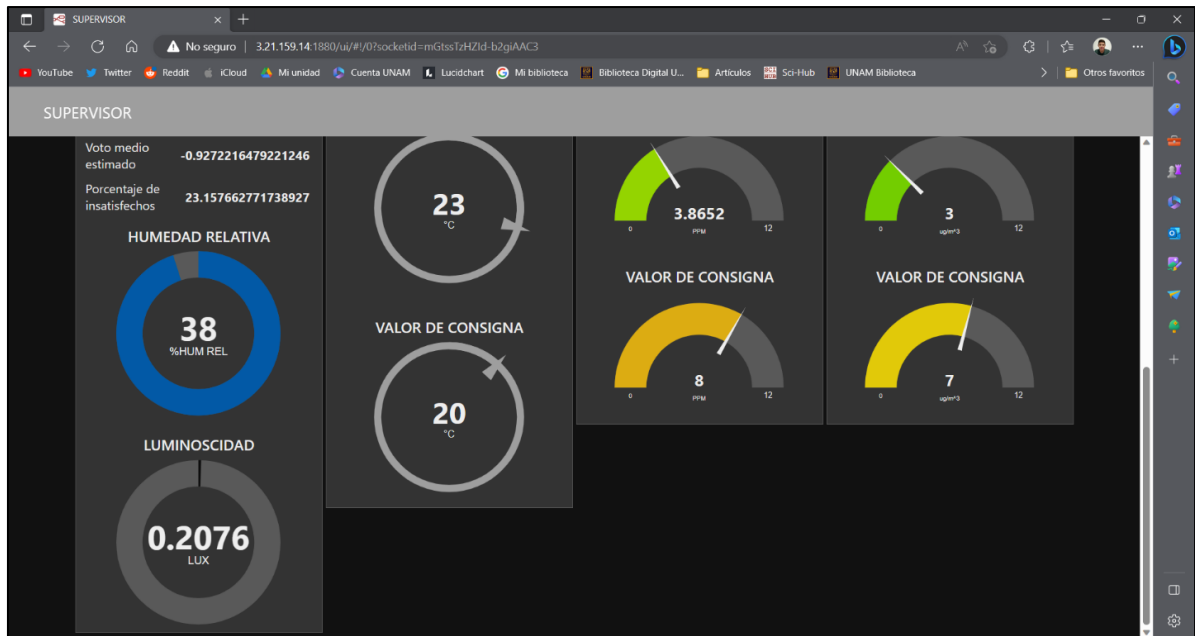 SUPERVISOR
No seguro
3.21.159.14:1880/ui/#!/0?socketid=mGtssTzHZId-b2giAAC3
YouTube
Twitter
Reddit
iCloud
Mi unidad
Cuenta UNAM
Lucidchart
Mi biblioteca
Biblioteca Digital U...
Artículos
Sci-Hub
UNAM Biblioteca
Otros favoritos
SUPERVISOR
Voto medio
estimado
-0.9272216479221246
Porcentaje de
insatisfechos
23.157662771738927
HUMEDAD RELATIVA
38
%HUM REL
LUMINOSCIDAD
0.2076
LUX
23
°C
VALOR DE CONSIGNA
20
°C
3.8652
0
PPM
12
VALOR DE CONSIGNA
8
0
PPM
12
3
0
ug/m^3
12
VALOR DE CONSIGNA
7
0
ug/m^3
12